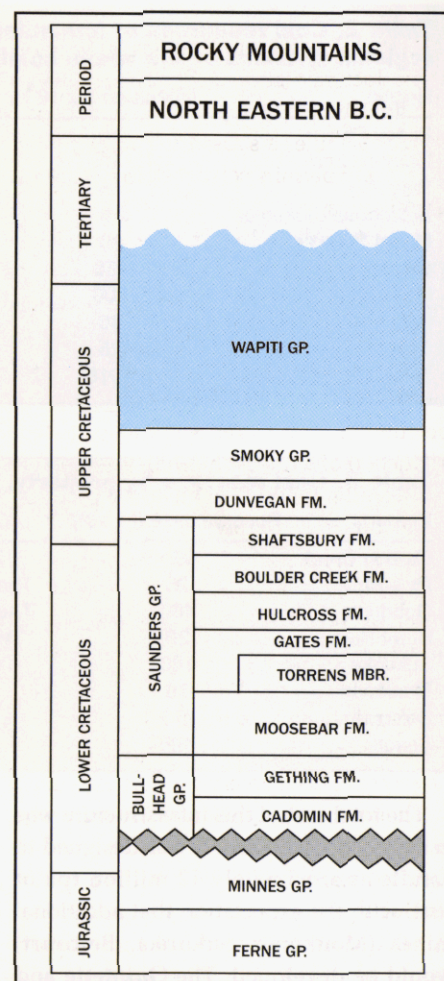 PERIOD
ROCKY MOUNTAINS
NORTH EASTERN B.C.
TERTIARY
UPPER CRETACEOUS
WAPITI GP.
SMOKY GP.
DUNVEGAN FM.
LOWER CRETACEOUS
SAUNDERS GP.
SHAFTSBURY FM.
BOULDER CREEK FM.
HULCROSS FM.
GATES FM.
TORRENS MBR.
MOOSEBAR FM.
BULL-
HEAD
GP.
GETHING FM.
CADOMIN FM.
JURASSIC
MINNES GP.
FERNE GP.